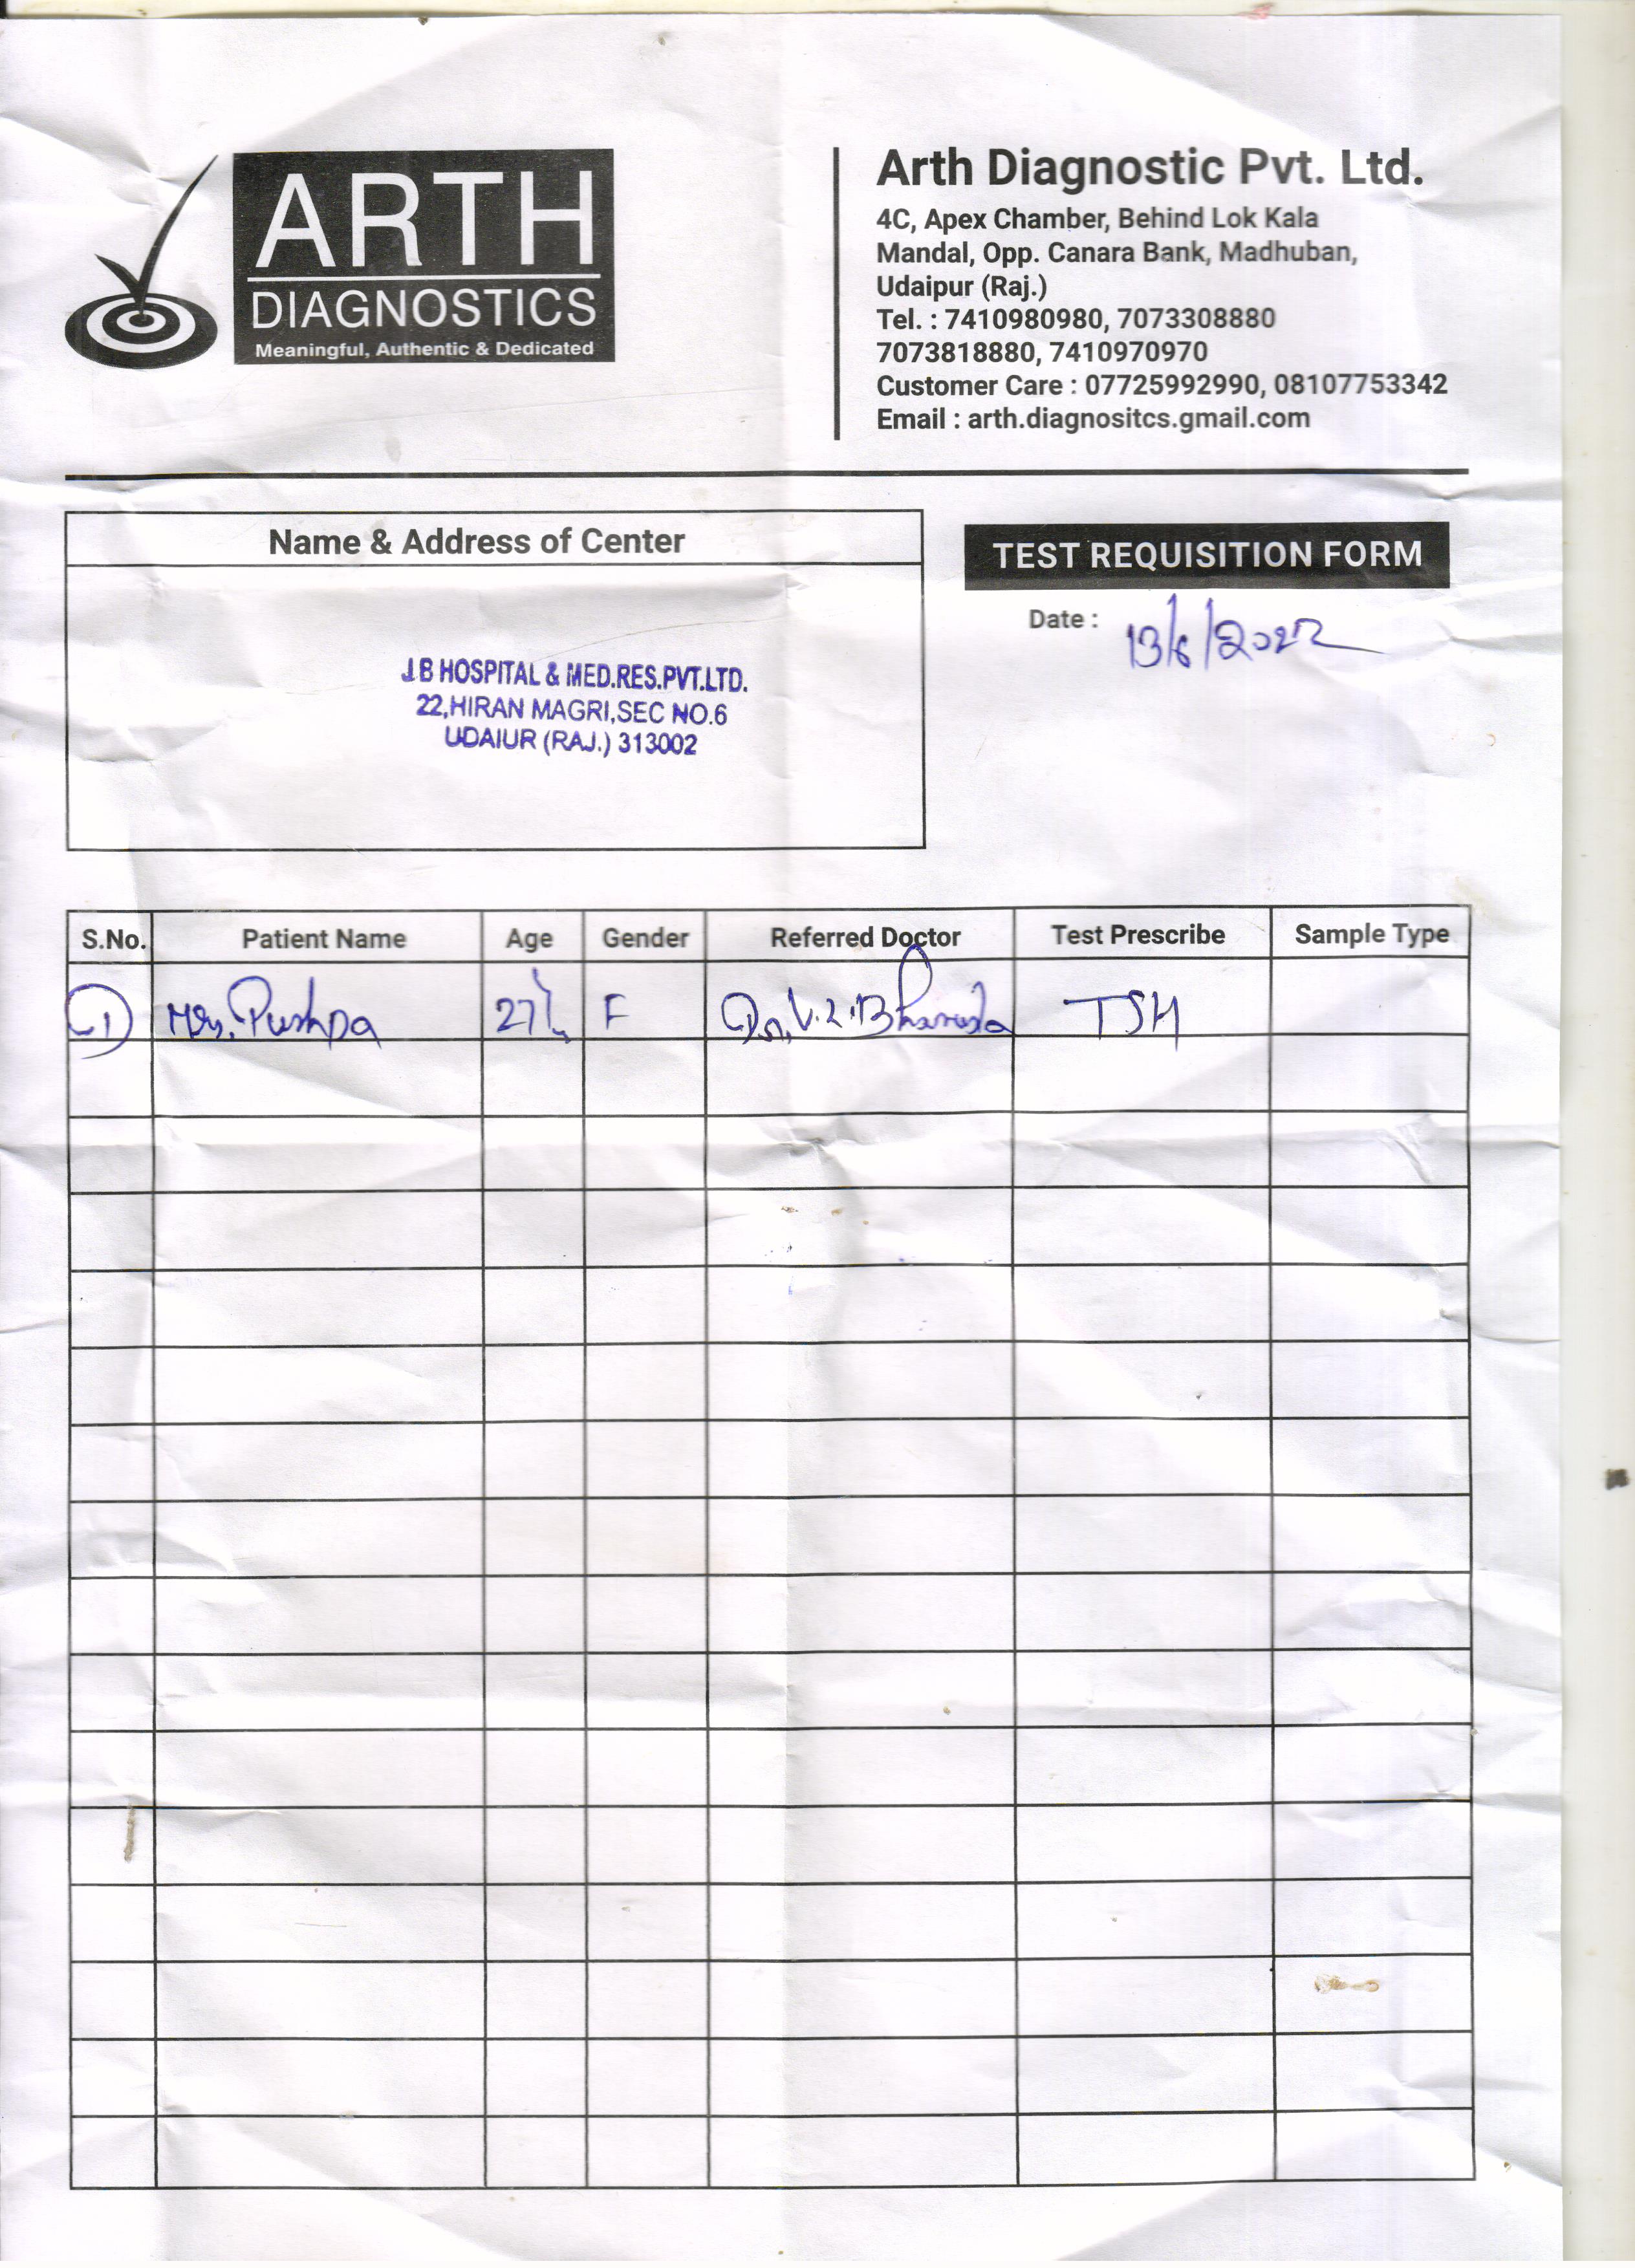 ARTH
DIAGNOSTICS
Meaningful, Authentic & Dedicated
Arth Diagnostic Pvt. Ltd.
4C, Apex Chamber, Behind Lok Kala
Mandal, Opp. Canara Bank, Madhuban,
Udaipur (Raj.)
Tel. : 7410980980, 7073308880
7073818880, 7410970970
Customer Care : 07725992990, 08107753342
Email : arth.diagnositcs.gmail.com
Name & Address of Center
J.B HOSPITAL & MED.RES.PVT.LTD.
22,HIRAN MAGRI,SEC NO.6
UDAIUR (RAJ.) 313002
TEST REQUISITION FORM
Date : 13/6/2022
S.No. Patient Name Age Gender Referred Doctor Test Prescribe Sample Type
1 Mrs. Pushpa 27 F Dr. TSH